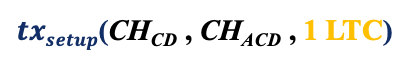 tx_setup(CH_CD , CH_ACD , 1 LTC)